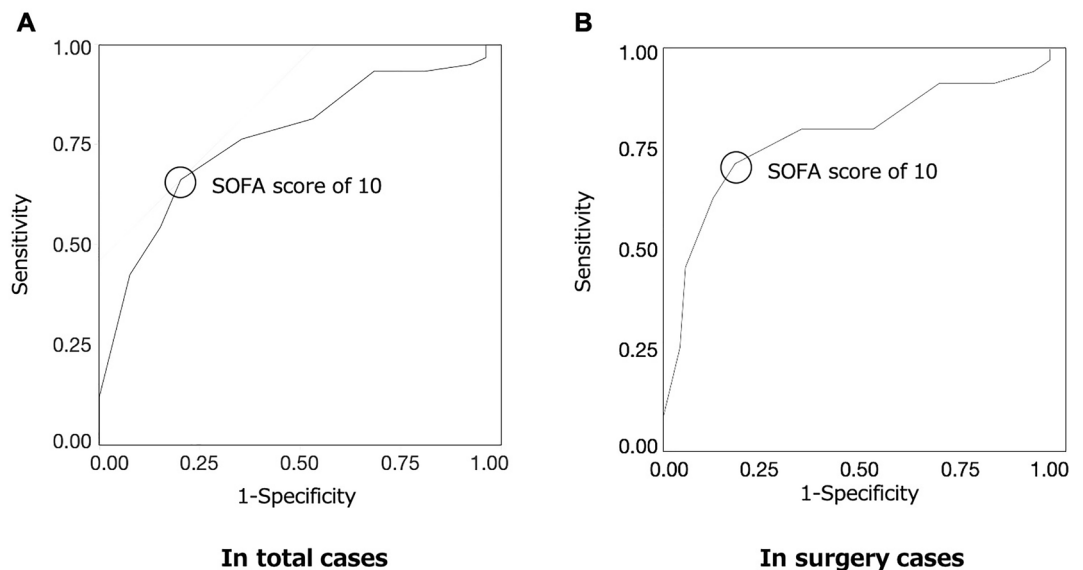 A
1.00
0.75
0.50
0.25
0.00
Sensitivity
SOFA score of 10
0.00 0.25 0.50 0.75 1.00
1-Specificity
In total cases
B
1.00
0.75
0.50
0.25
0.00
Sensitivity
SOFA score of 10
0.00 0.25 0.50 0.75 1.00
1-Specificity
In surgery cases